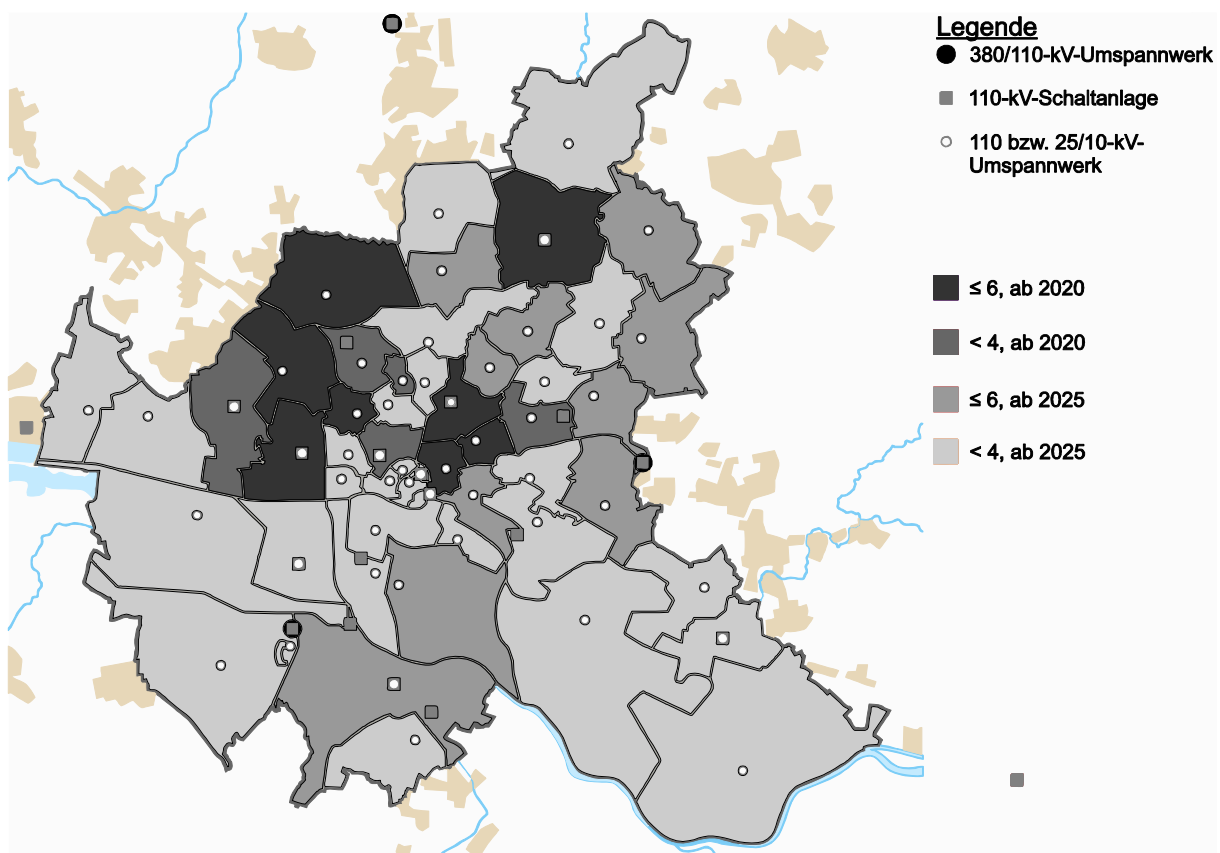 Legende
380/110-kV-Umspannwerk
110-kV-Schaltanlage
110 bzw. 25/10-kV-
Umspannwerk
≤ 6, ab 2020
< 4, ab 2020
≤ 6, ab 2025
< 4, ab 2025